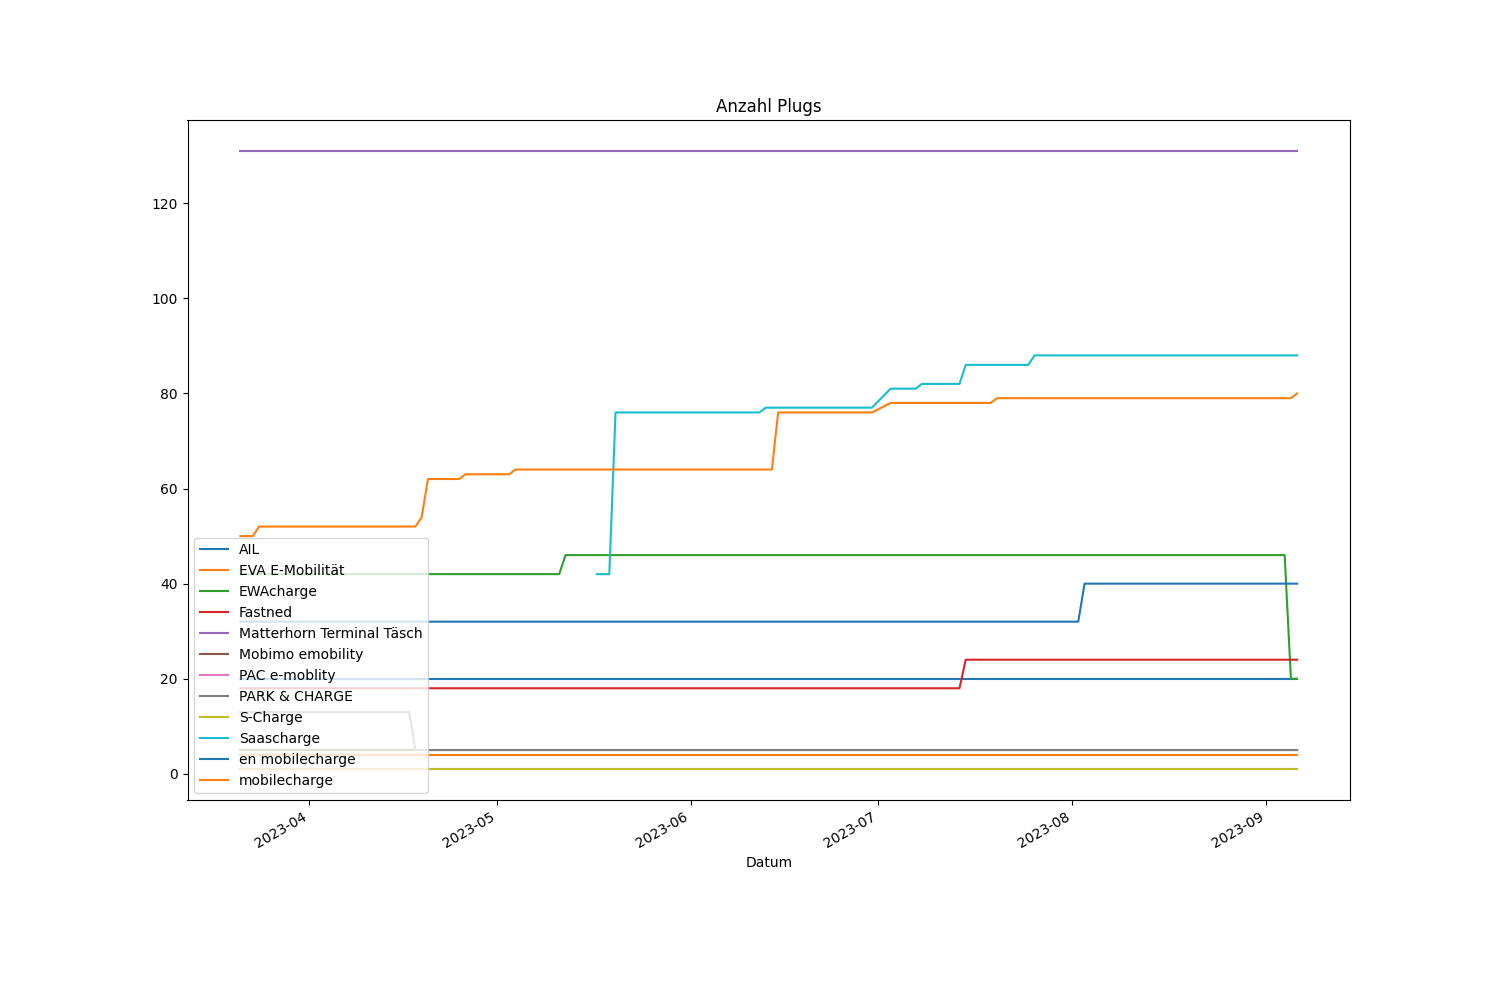 Anzahl Plugs
120
100
80
60
40
20
0
AIL
EVA E-Mobilität
EWAcharge
Fastned
Matterhorn Terminal Täsch
Mobimo emobility
PAC e-moblity
PARK & CHARGE
S-Charge
Saascharge
en mobilecharge
mobilecharge
2023-04
2023-05
2023-06
2023-07
2023-08
2023-09
Datum